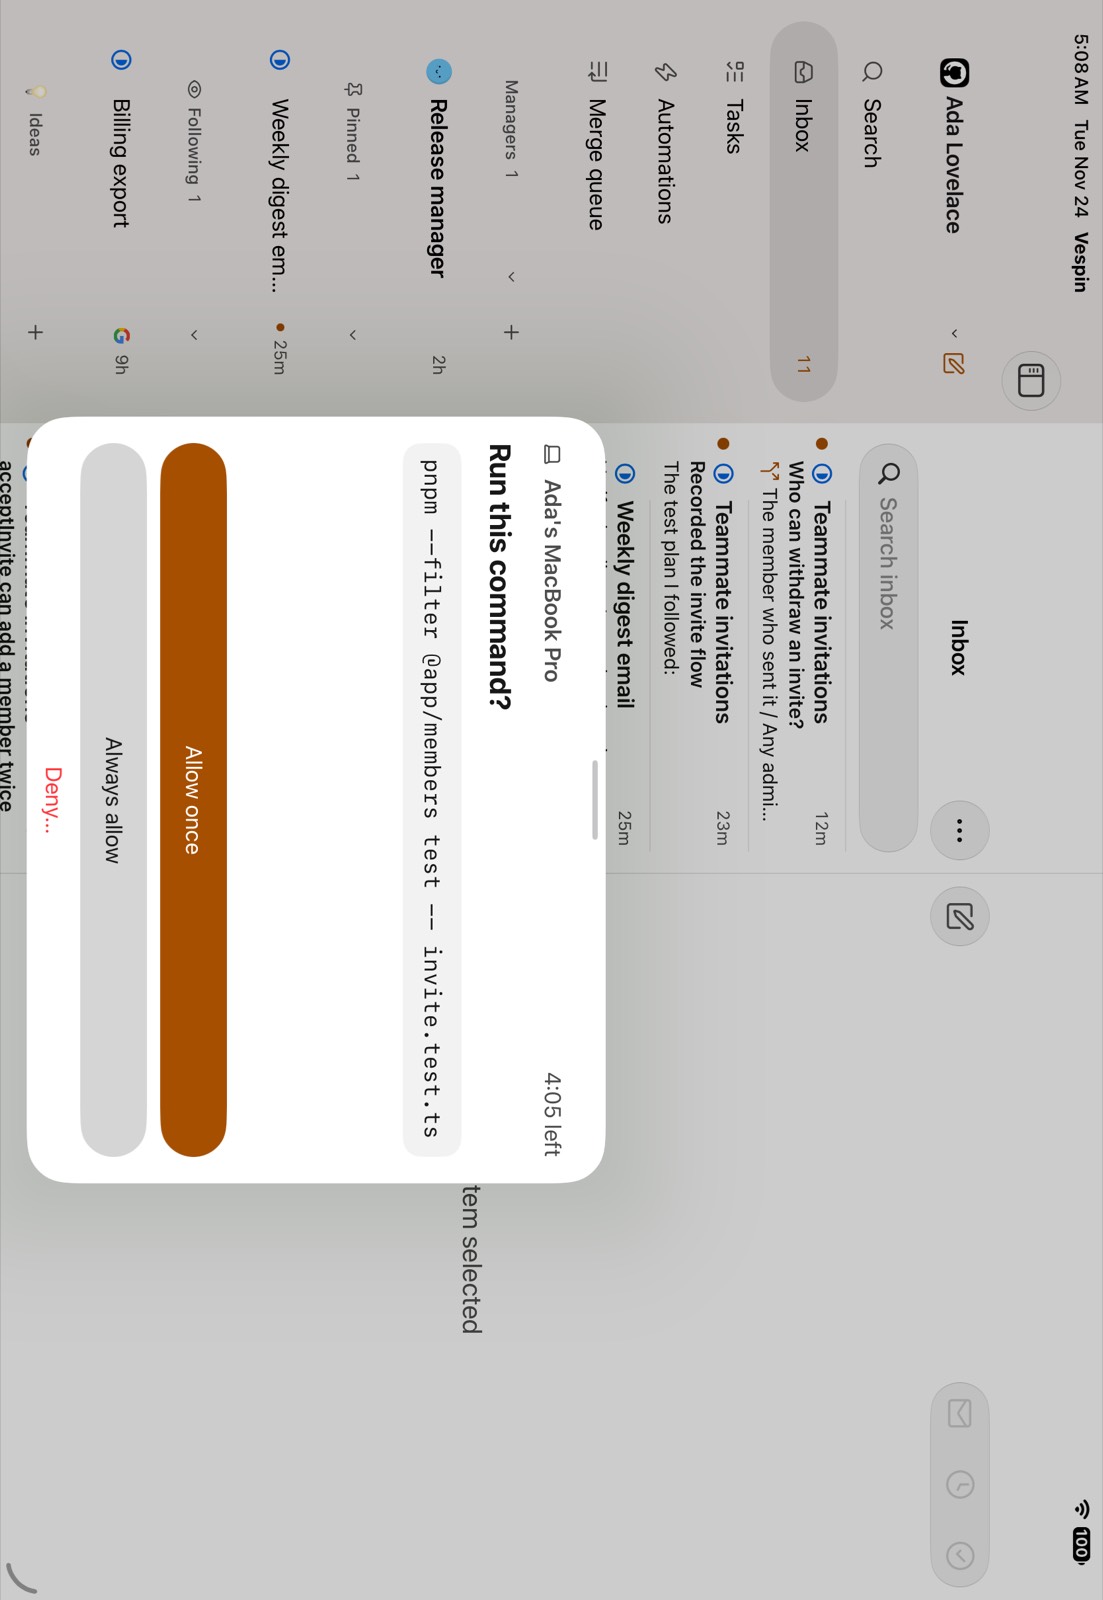 5:08 AM Tue Nov 24 Vespin
100
Ada Lovelace
Search
Inbox 11
Tasks
Automations
Merge queue
Managers 1
Release manager 2h
Pinned 1
Weekly digest em... 25m
Following 1
Billing export 9h
Ideas
Inbox
Search inbox
Teammate invitations 12m
Who can withdraw an invite?
The member who sent it / Any admi...
Teammate invitations 23m
Recorded the invite flow
The test plan I followed:
Weekly digest email 25m
tem selected
Ada's MacBook Pro 4:05 left
Run this command?
pnpm --filter @app/members test -- invite.test.ts
Allow once
Always allow
Deny...
acceptInvite can add a member twice